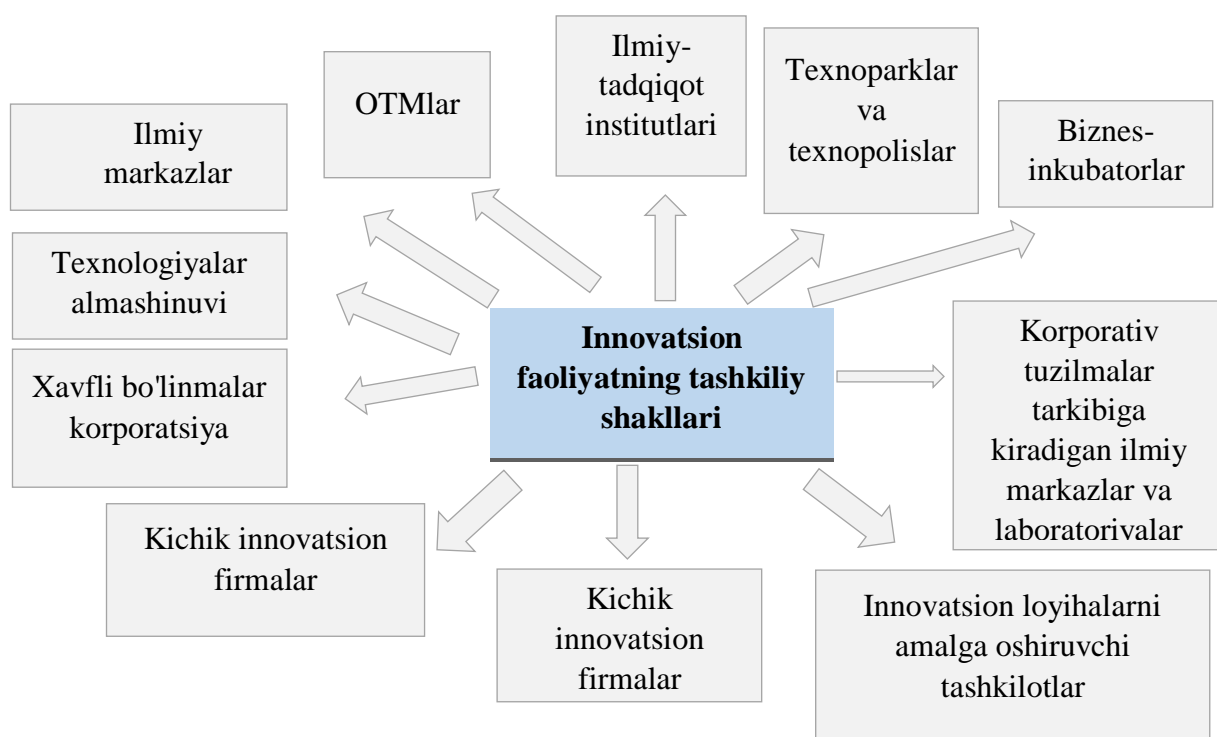 Ilmiy
markazlar
OTMlar
Ilmiy-
tadqiqot
institutlari
Texnoparklar
va
texnopolislar
Biznes-
inkubatorlar
Texnologiyalar
almashinuvi
Xavfli bo'linmalar
korporatsiya
Innovatsion
faoliyatning tashkiliy
shakllari
Korporativ
tuzilmalar
tarkibiga
kiradigan ilmiy
markazlar va
laboratorivalar
Kichik innovatsion
firmalar
Kichik
innovatsion
firmalar
Innovatsion loyihalarni
amalga oshiruvchi
tashkilotlar